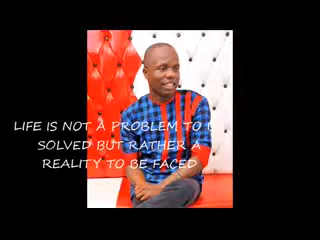 LIFE IS NOT A PROBLEM TO
SOLVED BUT RATHER A
REALITY TO BE FACED